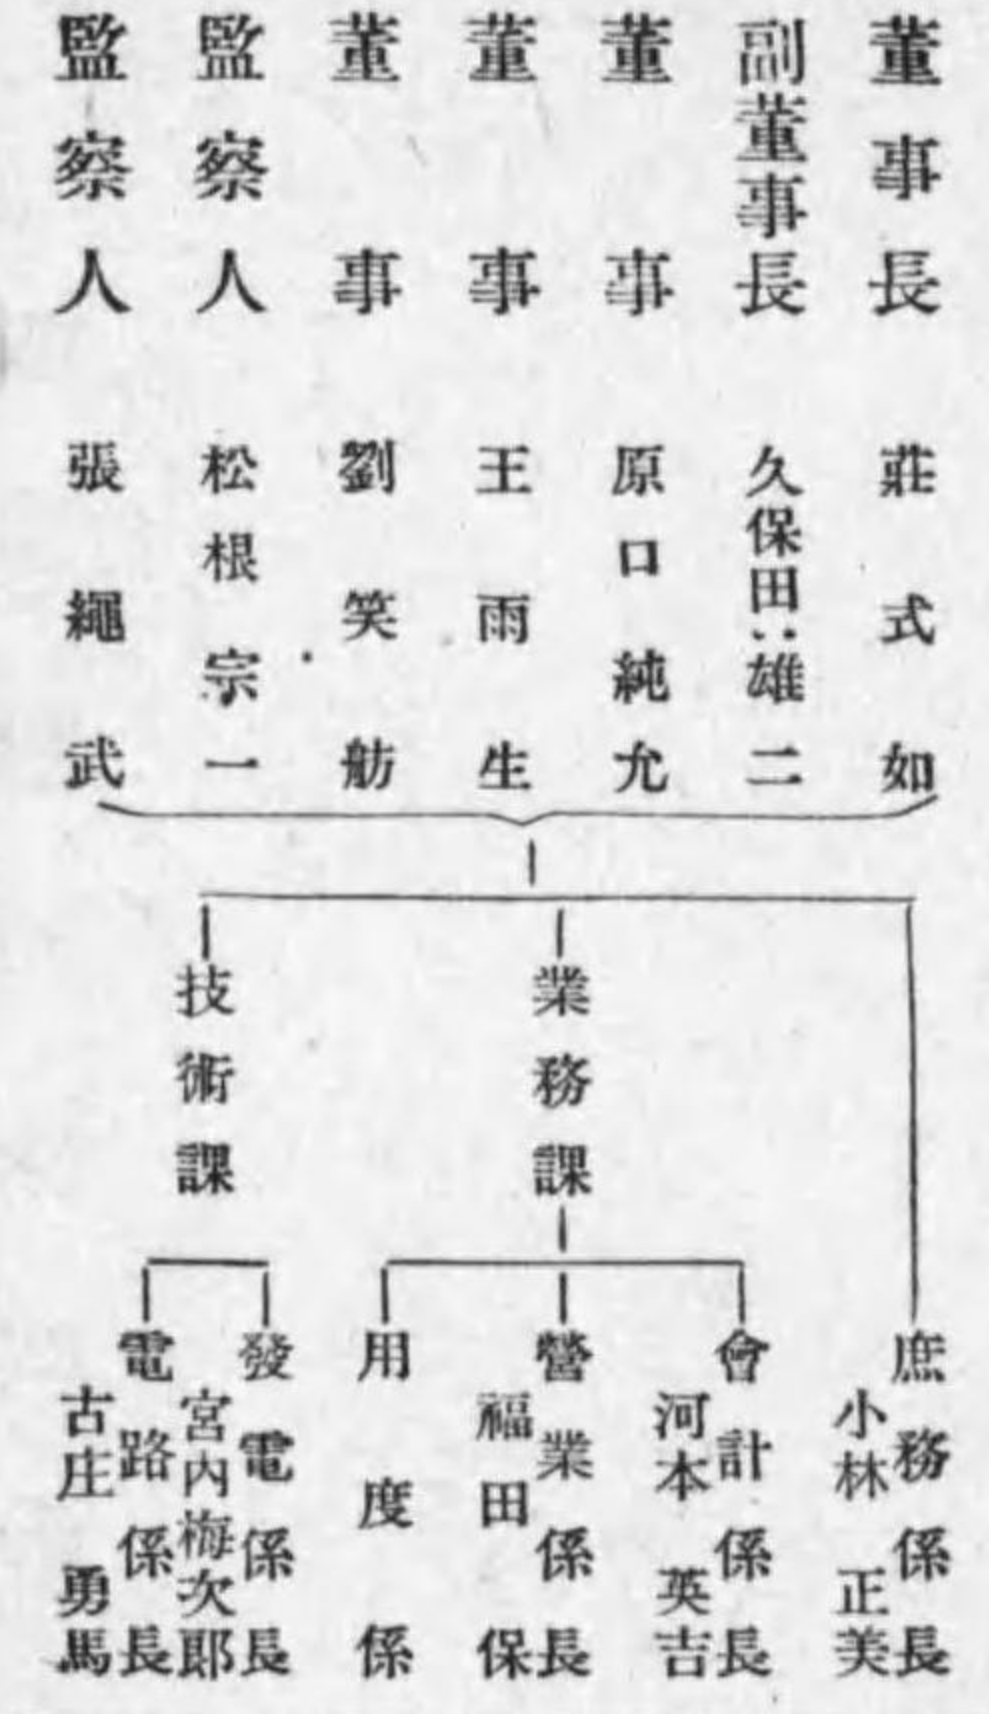 董事長 莊式如
副董事長 久保田雄二
董事 原口純允
董事 王雨生
董事 劉笑舫
監察人 松根宗一
監察人 張繩武
庶務係長
小林正美
業務課
會計係長
河本英吉
營業係長
福田保
用度係
技術課
發電係長
宮內梅次郎
電路係長
古庄勇馬